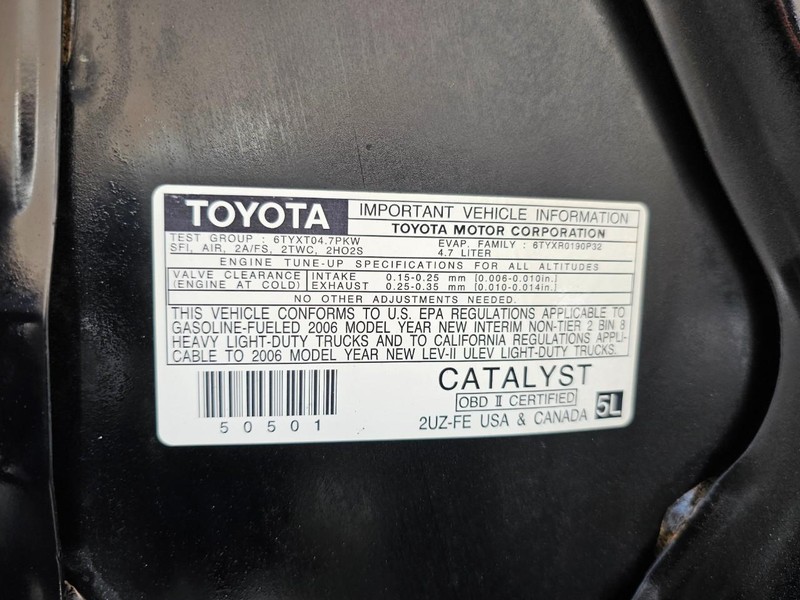 TOYOTA IMPORTANT VEHICLE INFORMATION
TOYOTA MOTOR CORPORATION
TEST GROUP : 6TYXT04.7PKW EVAP. FAMILY : 6TYXR0190P32
SFI, AIR, 2A/FS, 2TWC, 2HO2S 4.7 LITER
ENGINE TUNE-UP SPECIFICATIONS FOR ALL ALTITUDES
VALVE CLEARANCE INTAKE 0.15-0.25 mm [0.006-0.010in.]
(ENGINE AT COLD) EXHAUST 0.25-0.35 mm [0.010-0.014in.]
NO OTHER ADJUSTMENTS NEEDED.
THIS VEHICLE CONFORMS TO U.S. EPA REGULATIONS APPLICABLE TO
GASOLINE-FUELED 2006 MODEL YEAR NEW INTERIM NON-TIER 2 BIN 8
HEAVY LIGHT-DUTY TRUCKS AND TO CALIFORNIA REGULATIONS APPLI-
CABLE TO 2006 MODEL YEAR NEW LEV-II ULEV LIGHT-DUTY TRUCKS.
CATALYST
OBD II CERTIFIED 5L
50501 2UZ-FE USA & CANADA